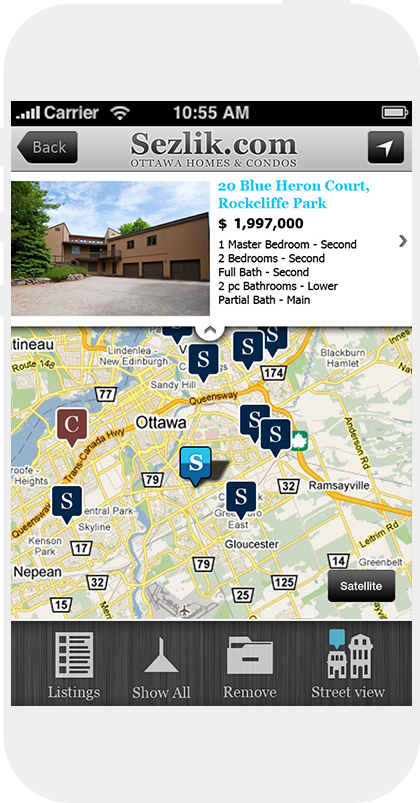 Carrier 10:55 AM
Back
Sezlik.com
OTTAWA HOMES & CONDOS
20 Blue Heron Court,
Rockcliffe Park
$ 1,997,000
1 Master Bedroom - Second
2 Bedrooms - Second
Full Bath - Second
2 pc Bathrooms - Lower
Partial Bath - Main
tineau
Route 148
Lindenlea -
New Edinburgh
S
S
S
S
Blackburn
Hamlet
174
Sandy Hill
77
Queensway
C
Ottawa
S
S
Trans-Canada Hwy
Anderson Rd
roofe -
Heights
S
79
32
Ramsayville
S
S
Central Park
Skyline
East
Queensway
Kenson
Park
Gloucester
Leitrim Rd
Nepean
79
14
Greenbelt
32
125
Satellite
15
25
Listings
Show All
Remove
Street view